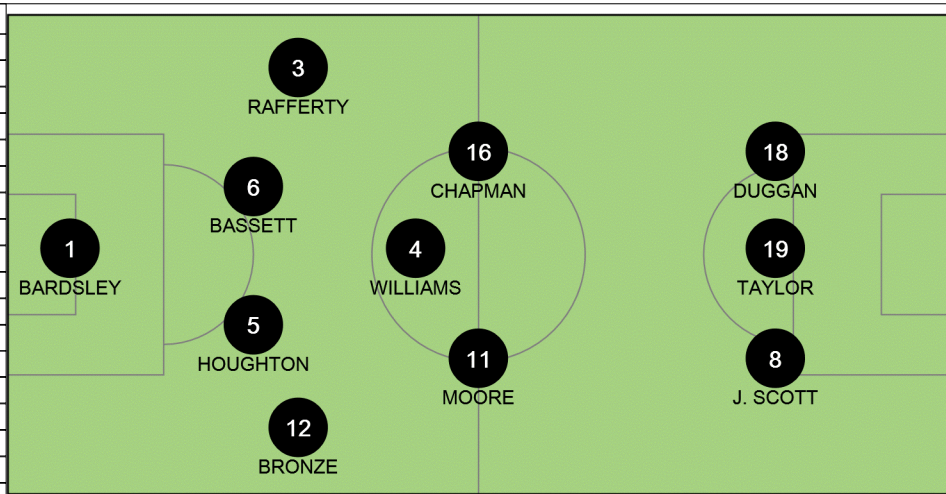 3
RAFFERTY
16
CHAPMAN
18
DUGGAN
6
BASSETT
1
BARDSLEY
4
WILLIAMS
19
TAYLOR
5
HOUGHTON
11
MOORE
8
J. SCOTT
12
BRONZE